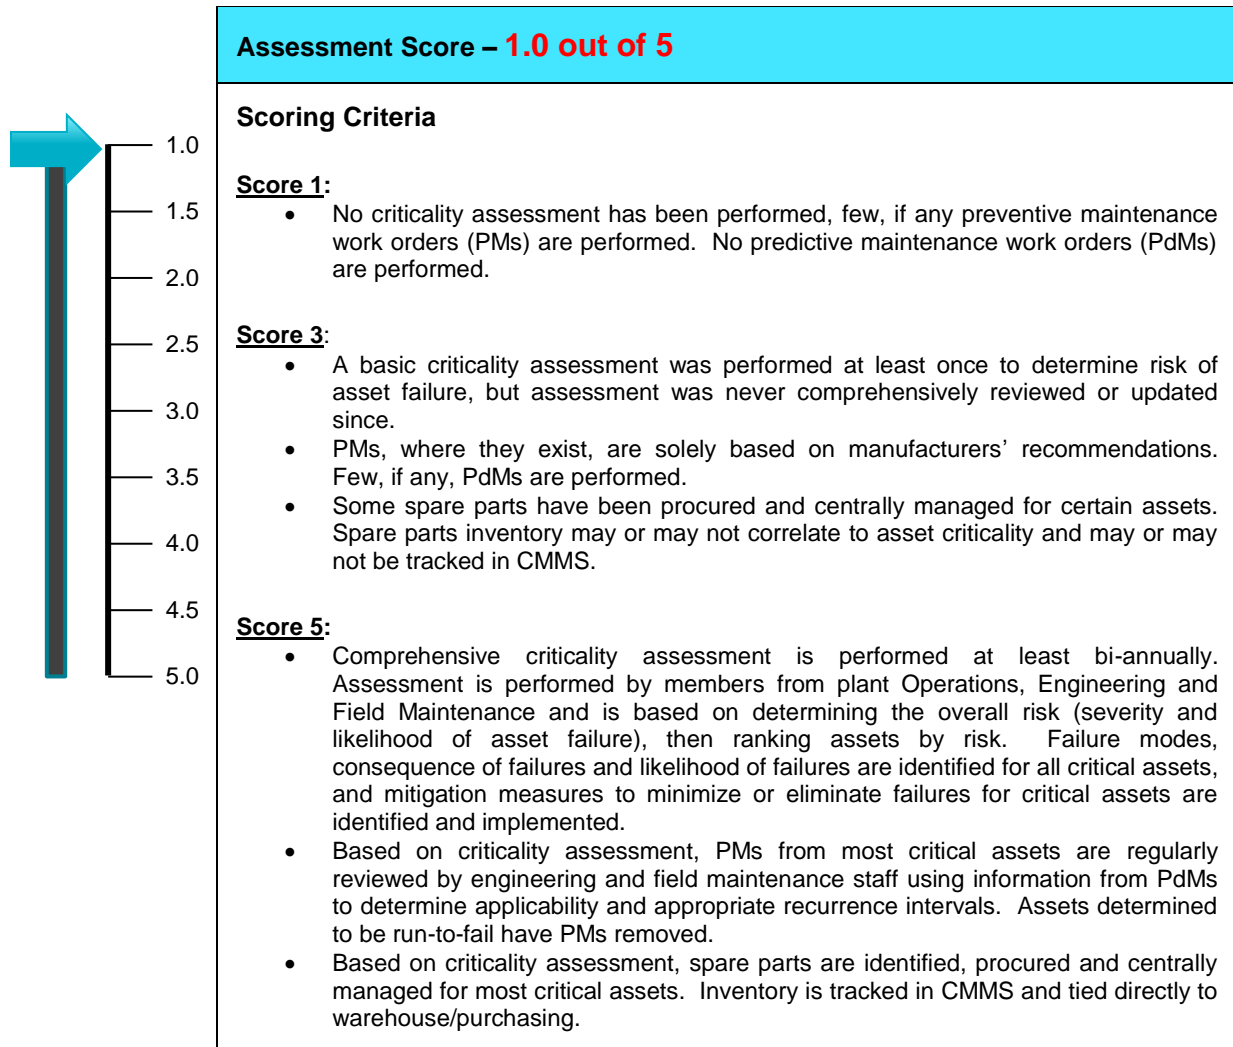 Assessment Score – 1.0 out of 5
Scoring Criteria
1.0
1.5
2.0
2.5
3.0
3.5
4.0
4.5
5.0
Score 1:
• No criticality assessment has been performed, few, if any preventive maintenance
work orders (PMs) are performed. No predictive maintenance work orders (PdMs)
are performed.
Score 3:
• A basic criticality assessment was performed at least once to determine risk of
asset failure, but assessment was never comprehensively reviewed or updated
since.
• PMs, where they exist, are solely based on manufacturers’ recommendations.
Few, if any, PdMs are performed.
• Some spare parts have been procured and centrally managed for certain assets.
Spare parts inventory may or may not correlate to asset criticality and may or may
not be tracked in CMMS.
Score 5:
• Comprehensive criticality assessment is performed at least bi-annually.
Assessment is performed by members from plant Operations, Engineering and
Field Maintenance and is based on determining the overall risk (severity and
likelihood of asset failure), then ranking assets by risk. Failure modes,
consequence of failures and likelihood of failures are identified for all critical assets,
and mitigation measures to minimize or eliminate failures for critical assets are
identified and implemented.
• Based on criticality assessment, PMs from most critical assets are regularly
reviewed by engineering and field maintenance staff using information from PdMs
to determine applicability and appropriate recurrence intervals. Assets determined
to be run-to-fail have PMs removed.
• Based on criticality assessment, spare parts are identified, procured and centrally
managed for most critical assets. Inventory is tracked in CMMS and tied directly to
warehouse/purchasing.